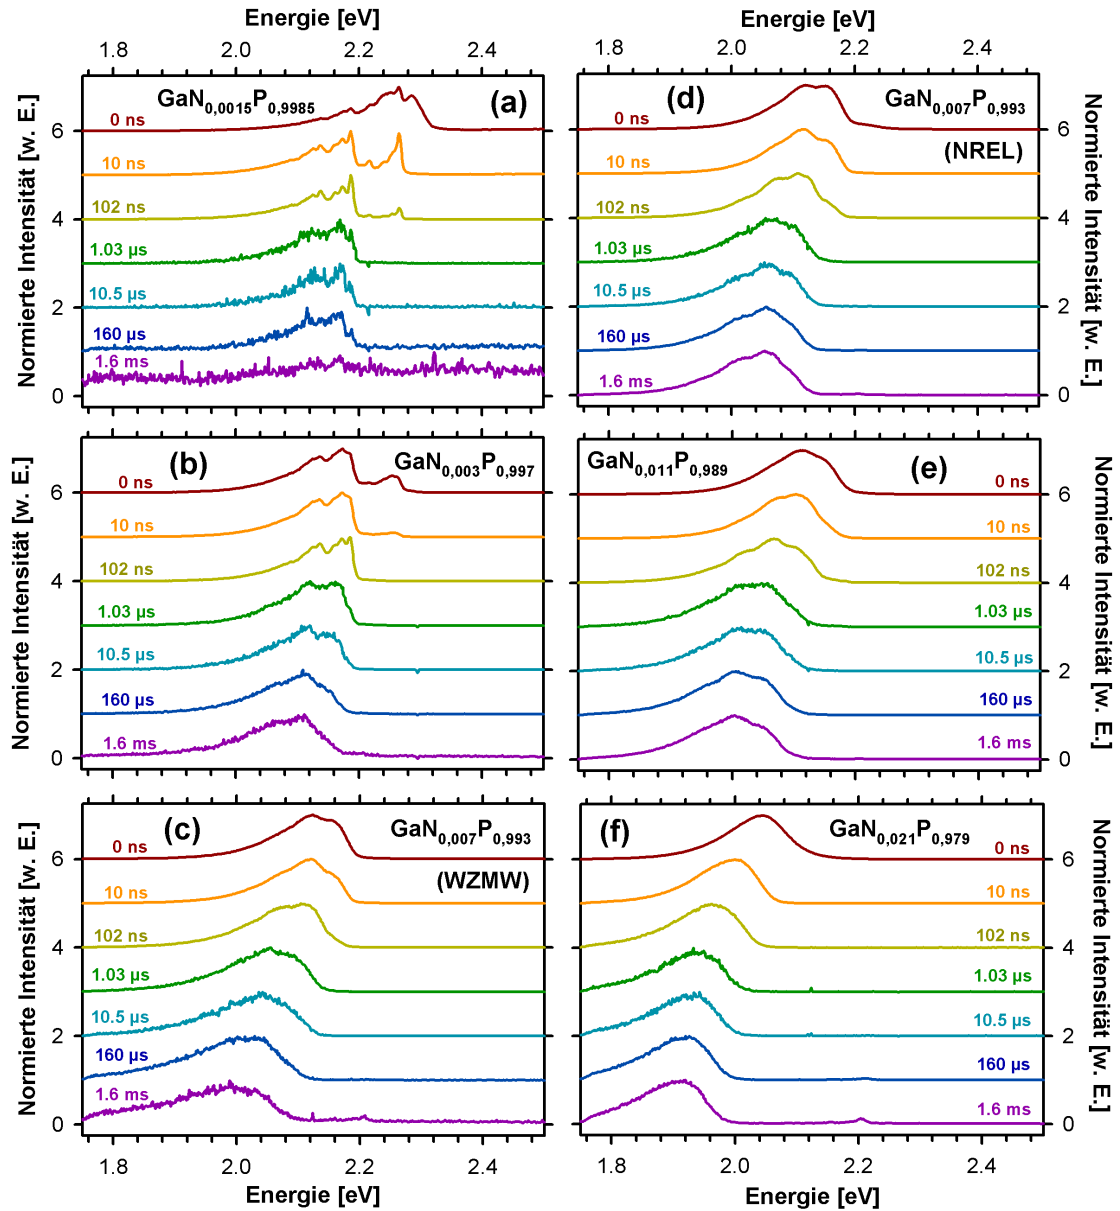 Energie [eV]
1.8 2.0 2.2 2.4
Energie [eV]
1.8 2.0 2.2 2.4
Normierte Intensität [w. E.]
GaN0,0015P0,9985
(a)
0 ns
10 ns
102 ns
1.03 µs
10.5 µs
160 µs
1.6 ms
6
4
2
0
(d)
GaN0,007P0,993
(NREL)
0 ns
10 ns
102 ns
1.03 µs
10.5 µs
160 µs
1.6 ms
6
4
2
0
Normierte Intensität [w. E.]
Normierte Intensität [w. E.]
(b)
GaN0,003P0,997
0 ns
10 ns
102 ns
1.03 µs
10.5 µs
160 µs
1.6 ms
6
4
2
0
GaN0,011P0,989
(e)
0 ns
10 ns
102 ns
1.03 µs
10.5 µs
160 µs
1.6 ms
6
4
2
0
Normierte Intensität [w. E.]
Normierte Intensität [w. E.]
(c)
GaN0,007P0,993
(WZMW)
0 ns
10 ns
102 ns
1.03 µs
10.5 µs
160 µs
1.6 ms
6
4
2
0
(f)
GaN0,021P0,979
0 ns
10 ns
102 ns
1.03 µs
10.5 µs
160 µs
1.6 ms
6
4
2
0
Normierte Intensität [w. E.]
1.8 2.0 2.2 2.4
Energie [eV]
1.8 2.0 2.2 2.4
Energie [eV]